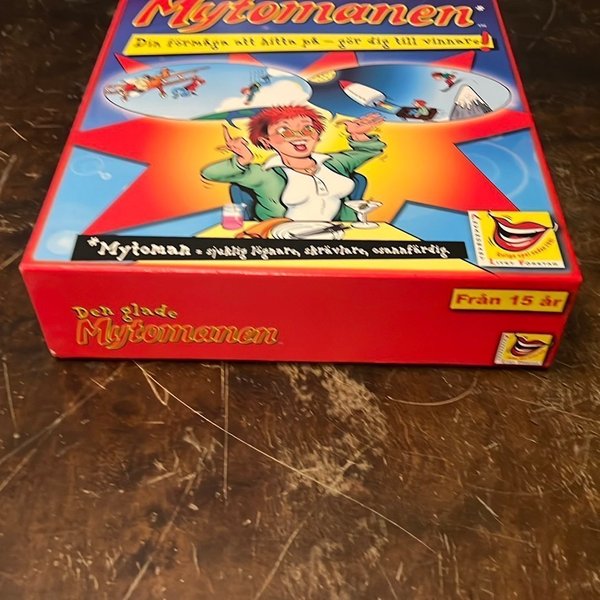 Mytomanen*
Din förmåga att hitta på - gör dig till vinnare!
*Mytoman = sjuklig lögnare, skrävlare, osannfärdig.
Den glade
Mytomanen
Från 15 år